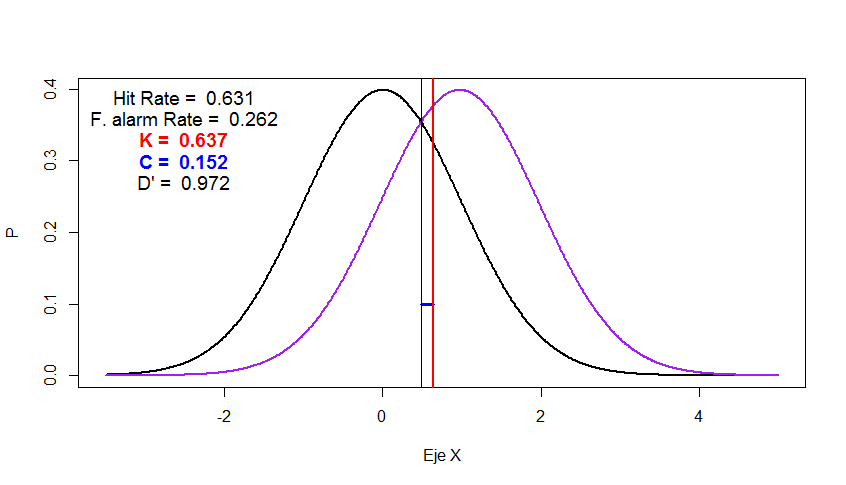 Hit Rate = 0.631
F. alarm Rate = 0.262
K = 0.637
C = 0.152
D' = 0.972
0.4
0.3
0.2
0.1
0.0
P
-2
0
2
4
Eje X